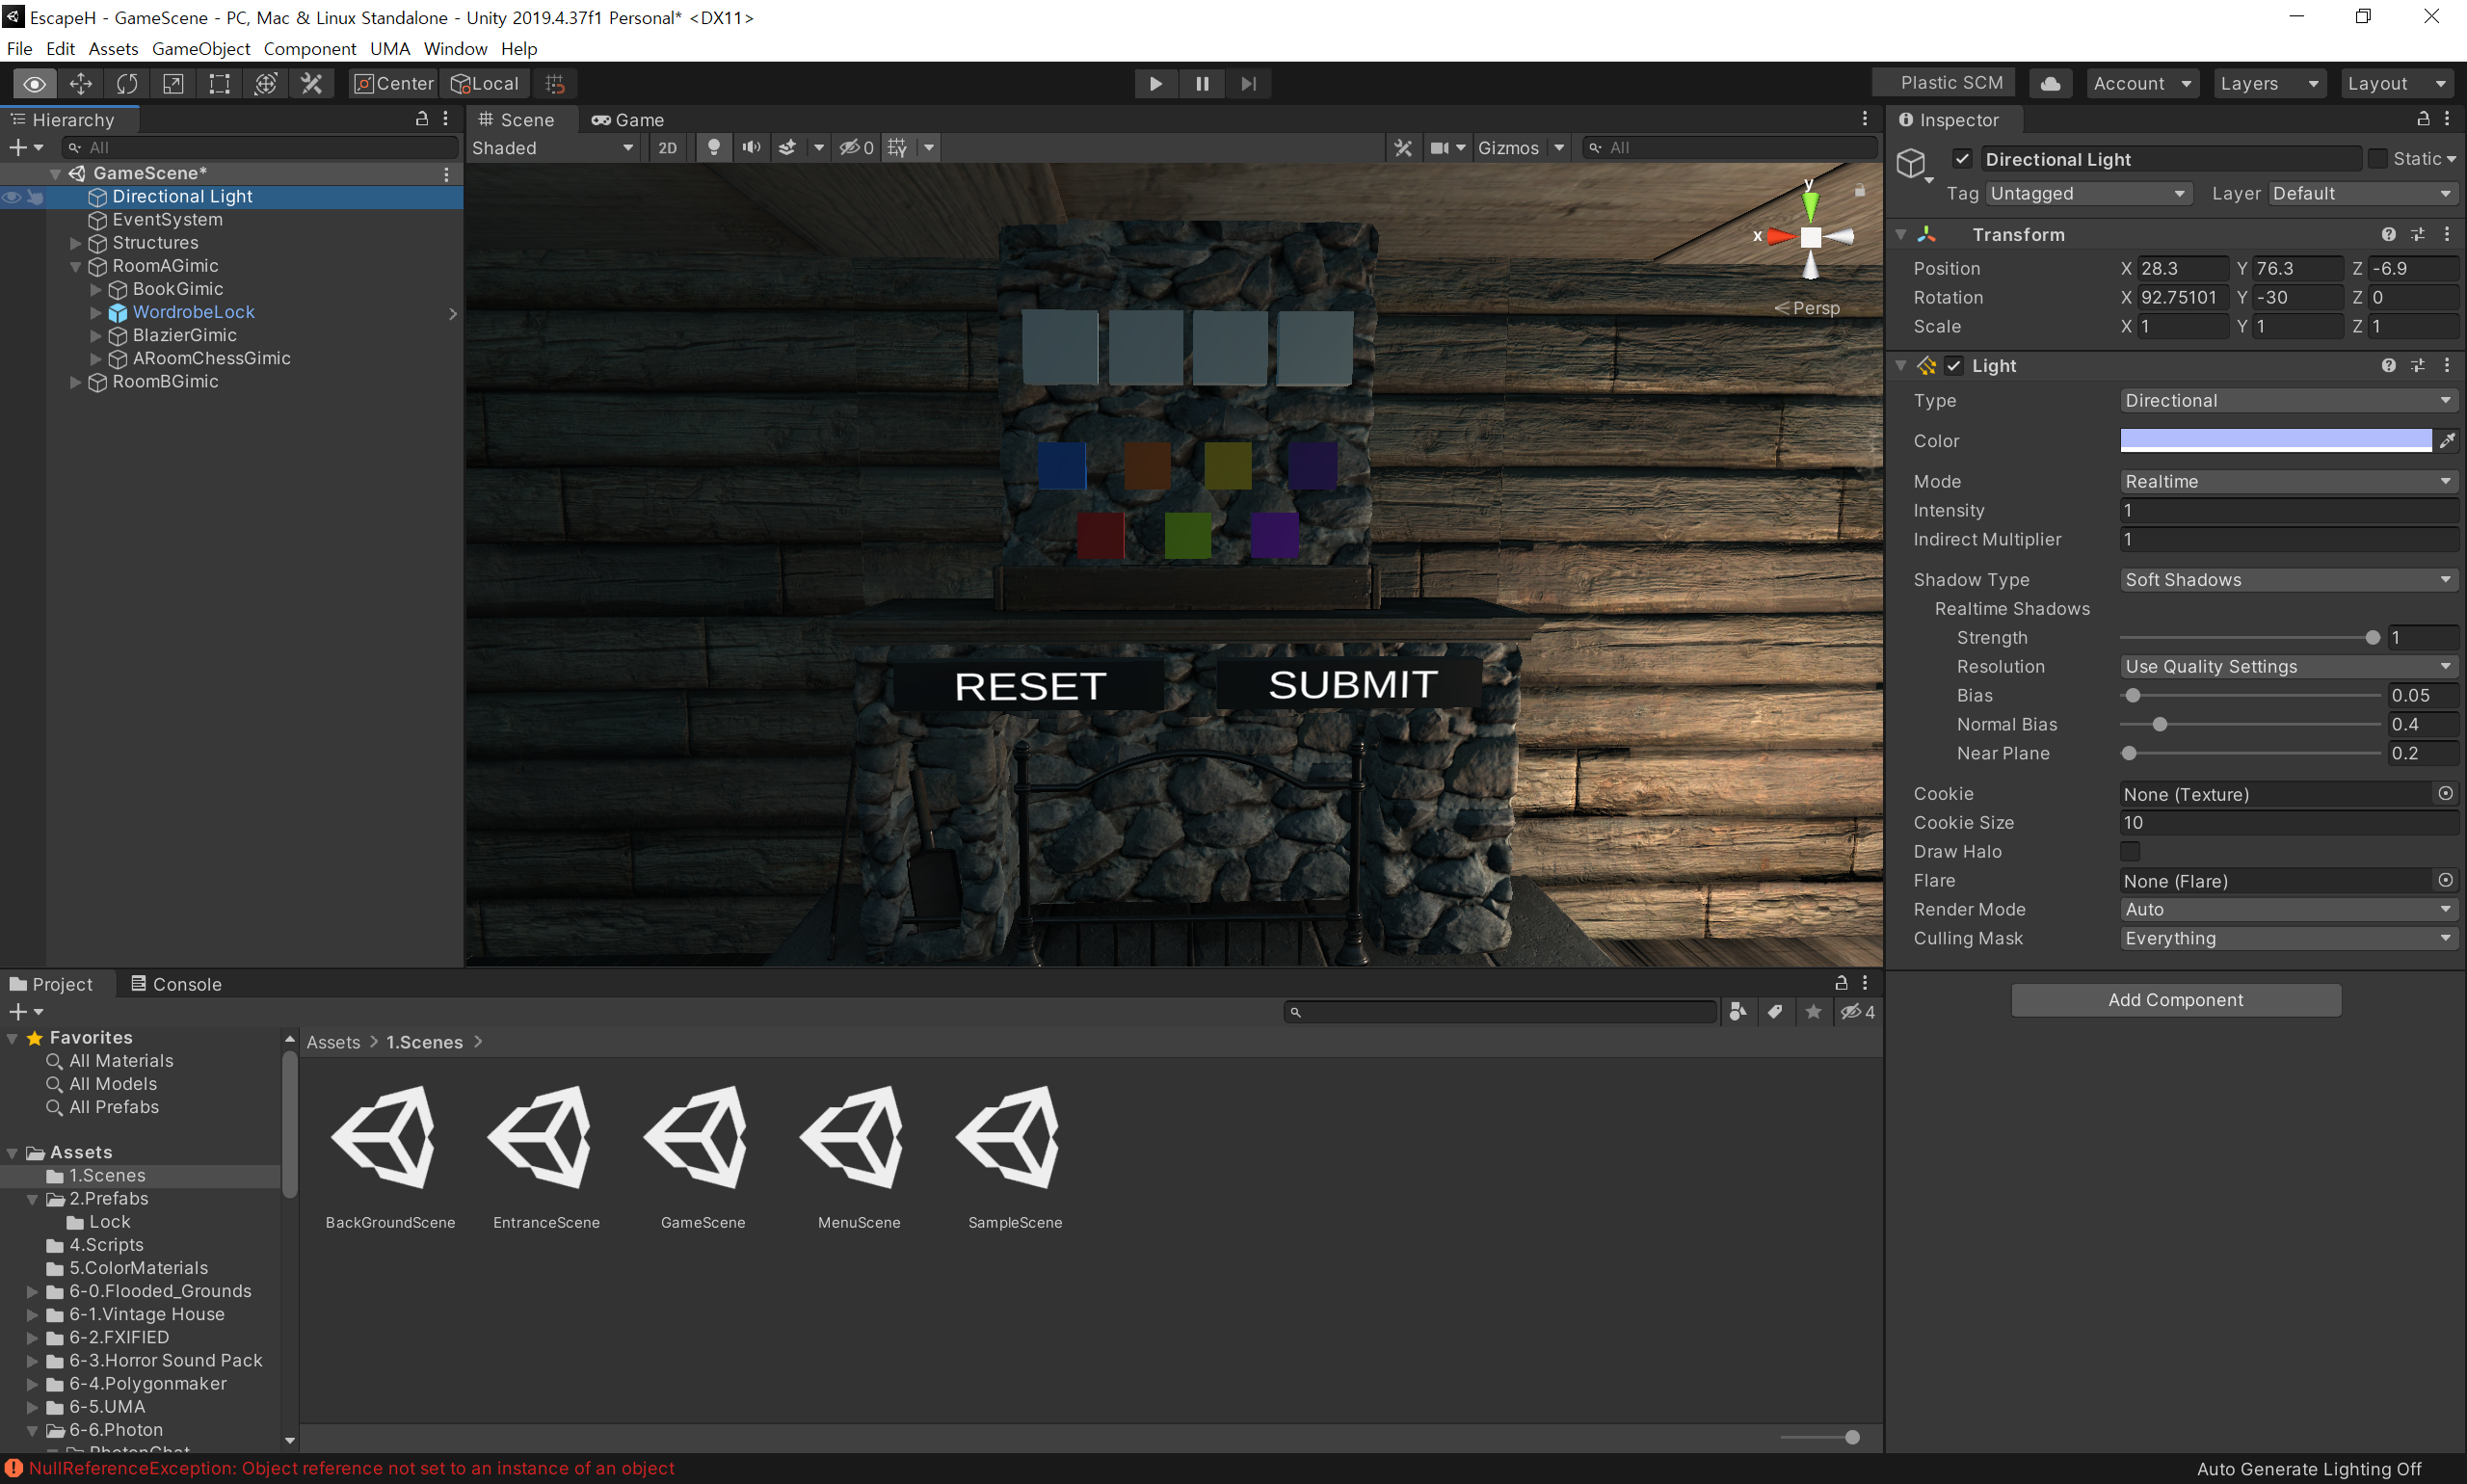 EscapeH - GameScene - PC, Mac & Linux Standalone - Unity 2019.4.37f1 Personal* <DX11>
File Edit Assets GameObject Component UMA Window Help
Center Local Plastic SCM Account Layers Layout
Hierarchy
All
GameScene*
Directional Light
EventSystem
Structures
RoomAGimic
BookGimic
WordrobeLock
BlazierGimic
ARoomChessGimic
RoomBGimic
Scene Game
Shaded 2D 0 Gizmos All
y
x
Persp
RESET SUBMIT
Inspector
Directional Light Static
Tag Untagged Layer Default
Transform
Position X 28.3 Y 76.3 Z -6.9
Rotation X 92.75101 Y -30 Z 0
Scale X 1 Y 1 Z 1
Light
Type Directional
Color
Mode Realtime
Intensity 1
Indirect Multiplier 1
Shadow Type Soft Shadows
Realtime Shadows
Strength 1
Resolution Use Quality Settings
Bias 0.05
Normal Bias 0.4
Near Plane 0.2
Cookie None (Texture)
Cookie Size 10
Draw Halo
Flare None (Flare)
Render Mode Auto
Culling Mask Everything
Add Component
Project Console
4
Favorites
All Materials
All Models
All Prefabs
Assets
1.Scenes
2.Prefabs
Lock
4.Scripts
5.ColorMaterials
6-0.Flooded_Grounds
6-1.Vintage House
6-2.FXIFIED
6-3.Horror Sound Pack
6-4.Polygonmaker
6-5.UMA
6-6.Photon
PhotonChat
Assets > 1.Scenes >
BackGroundScene EntranceScene GameScene MenuScene SampleScene
NullReferenceException: Object reference not set to an instance of an object
Auto Generate Lighting Off